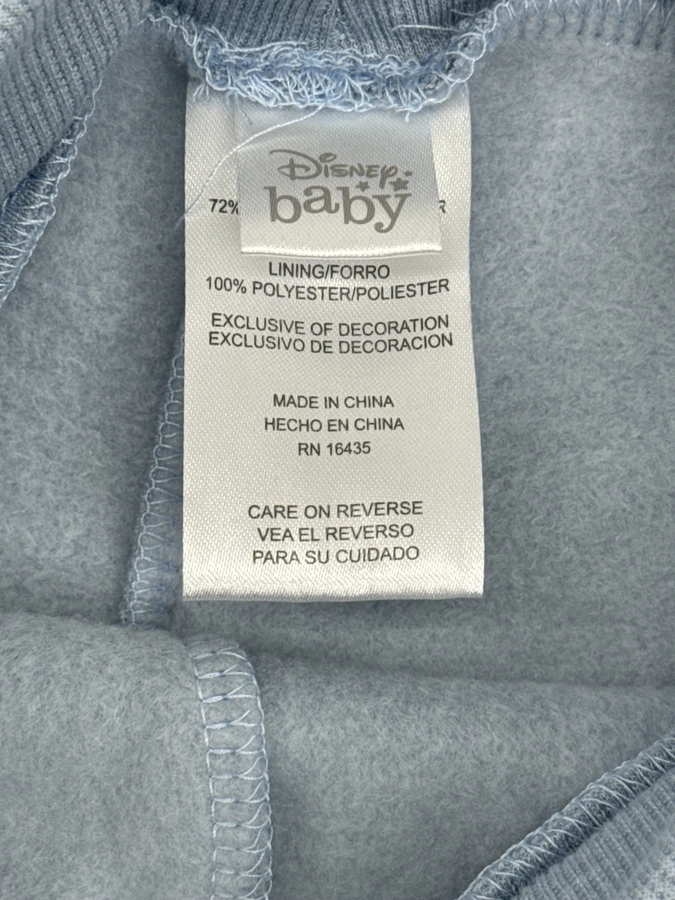 Disney
baby
72%
LINING/FORRO
100% POLYESTER/POLIESTER
EXCLUSIVE OF DECORATION
EXCLUSIVO DE DECORACION
MADE IN CHINA
HECHO EN CHINA
RN 16435
CARE ON REVERSE
VEA EL REVERSO
PARA SU CUIDADO